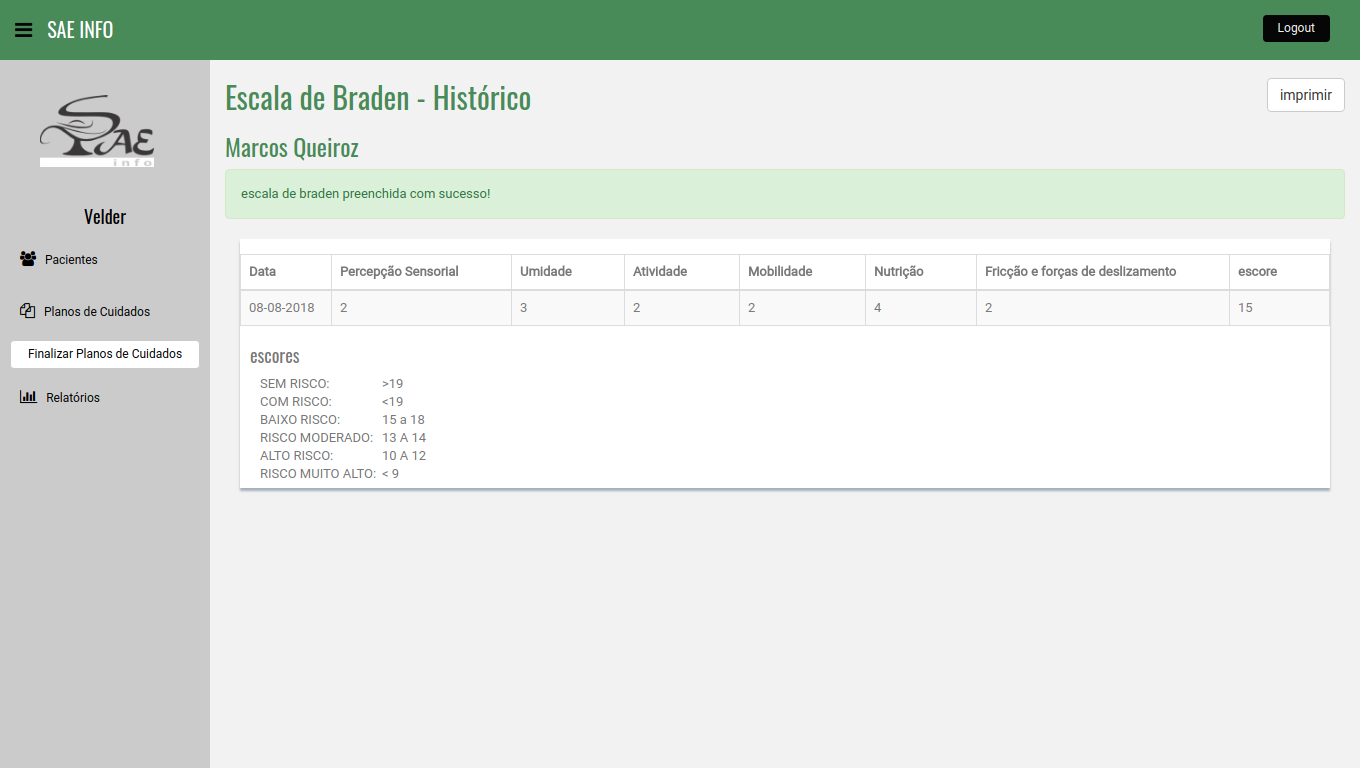 SAE INFO
Logout
SAE
info
Velder
Pacientes
Planos de Cuidados
Finalizar Planos de Cuidados
Relatórios
Escala de Braden - Histórico
imprimir
Marcos Queiroz
escala de braden preenchida com sucesso!
Data Percepção Sensorial Umidade Atividade Mobilidade Nutrição Fricção e forças de deslizamento escore
08-08-2018 2 3 2 2 4 2 15
escores
SEM RISCO: >19
COM RISCO: <19
BAIXO RISCO: 15 a 18
RISCO MODERADO: 13 A 14
ALTO RISCO: 10 A 12
RISCO MUITO ALTO: < 9